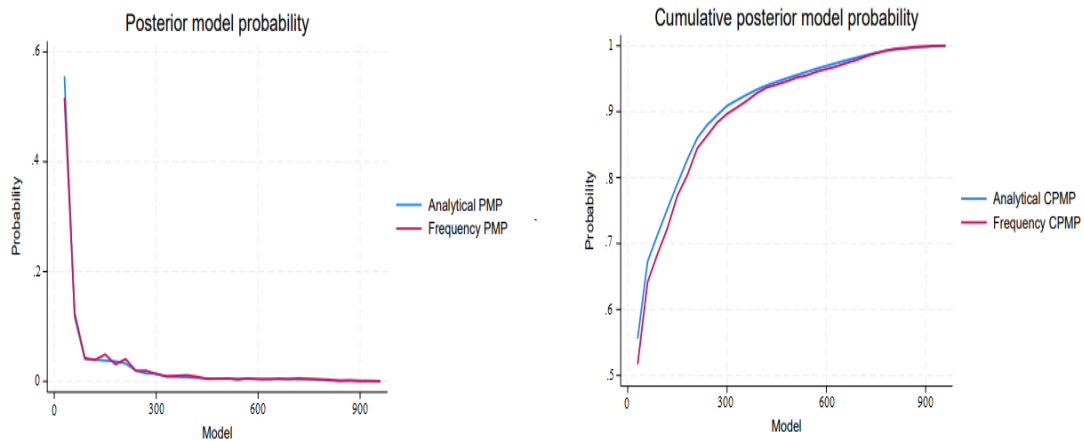 Posterior model probability
.6
.4
.2
0
Probability
0
300
600
900
Model
Analytical PMP
Frequency PMP
Cumulative posterior model probability
1
.9
.8
.7
.6
.5
Probability
0
300
600
900
Model
Analytical CPMP
Frequency CPMP